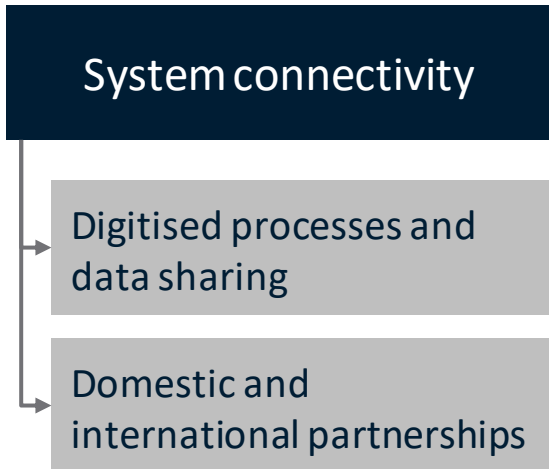 System connectivity
Digitised processes and
data sharing
Domestic and
international partnerships